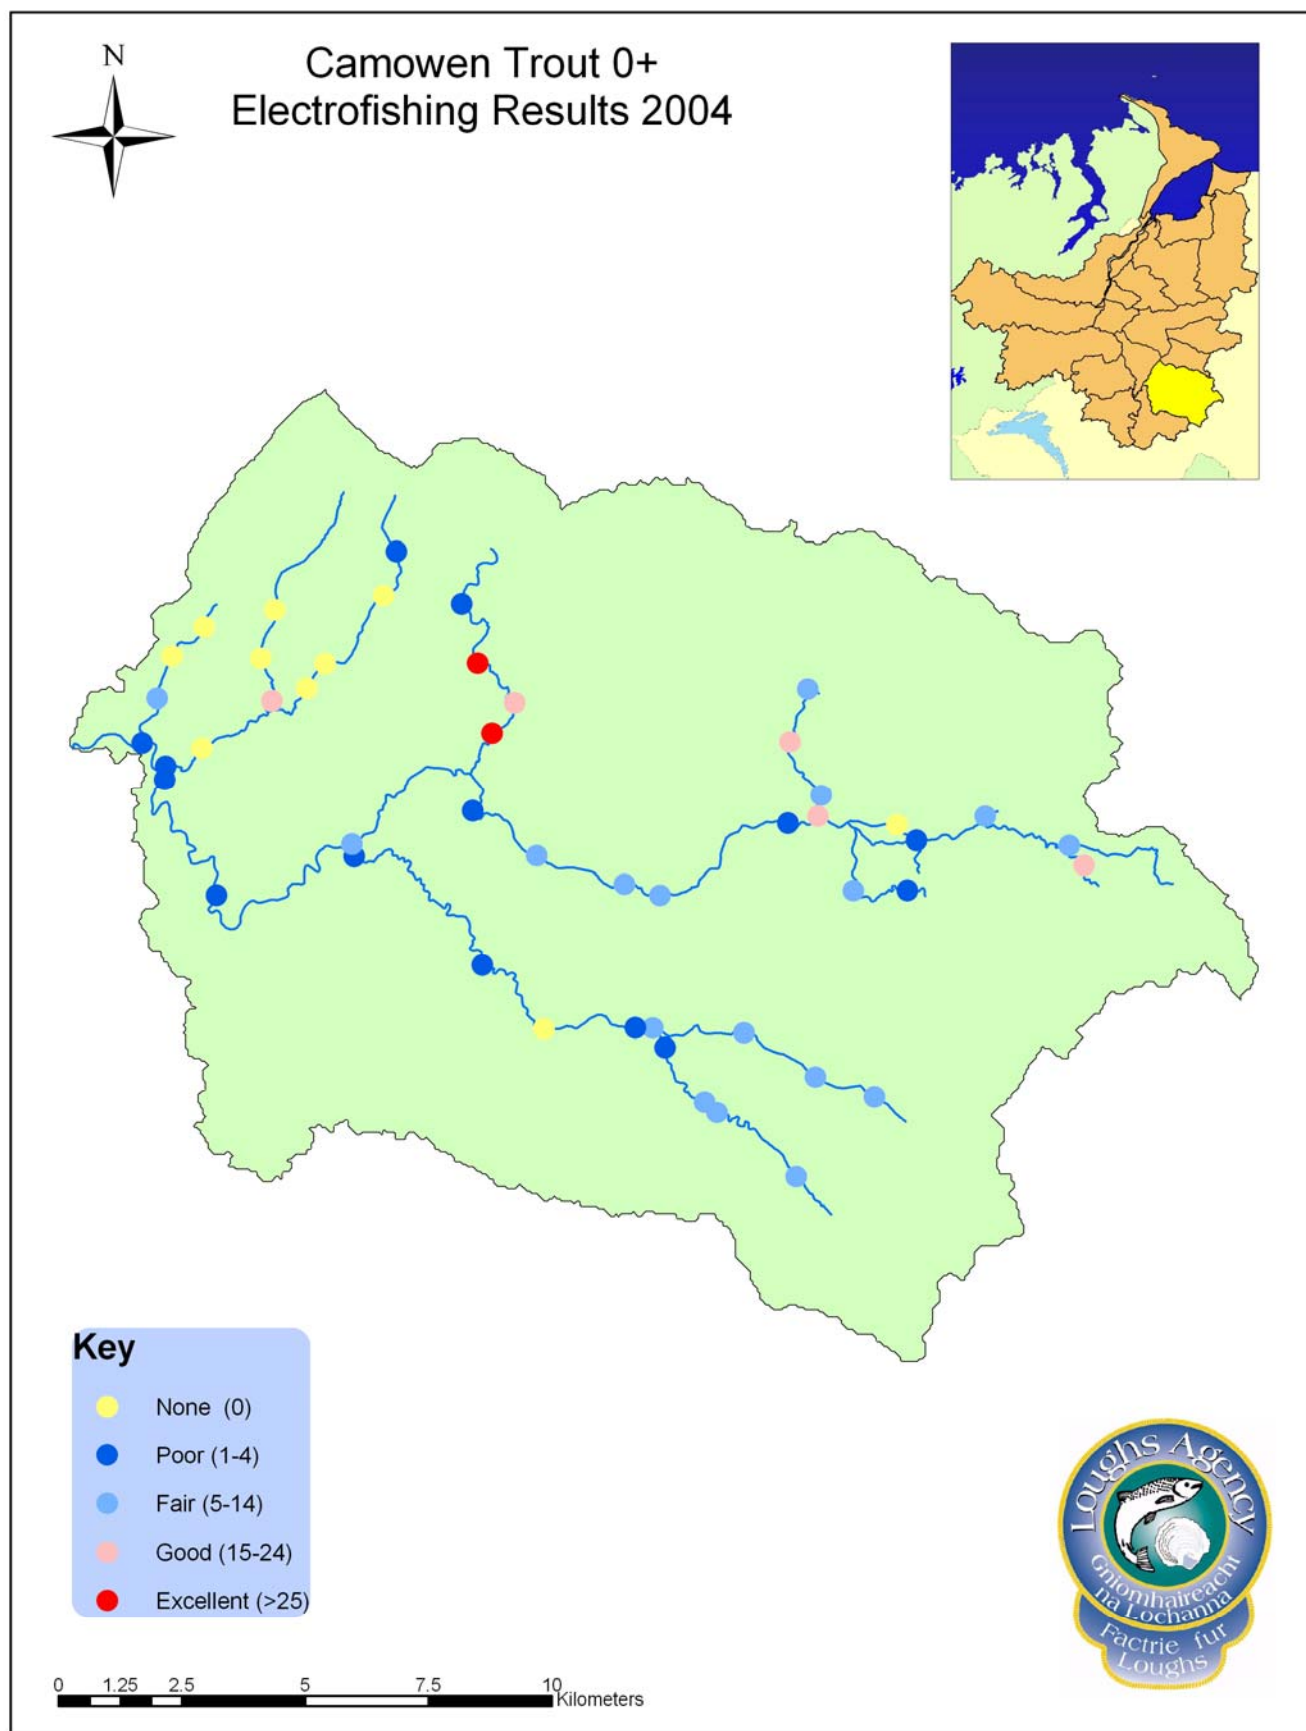 N
Camowen Trout 0+
Electrofishing Results 2004
Key
None (0)
Poor (1-4)
Fair (5-14)
Good (15-24)
Excellent (>25)
0 1.25 2.5 5 7.5 10
Kilometers
Loughs Agency
Gníomhaireacht
na Lochanna
Factrie fur
Loughs